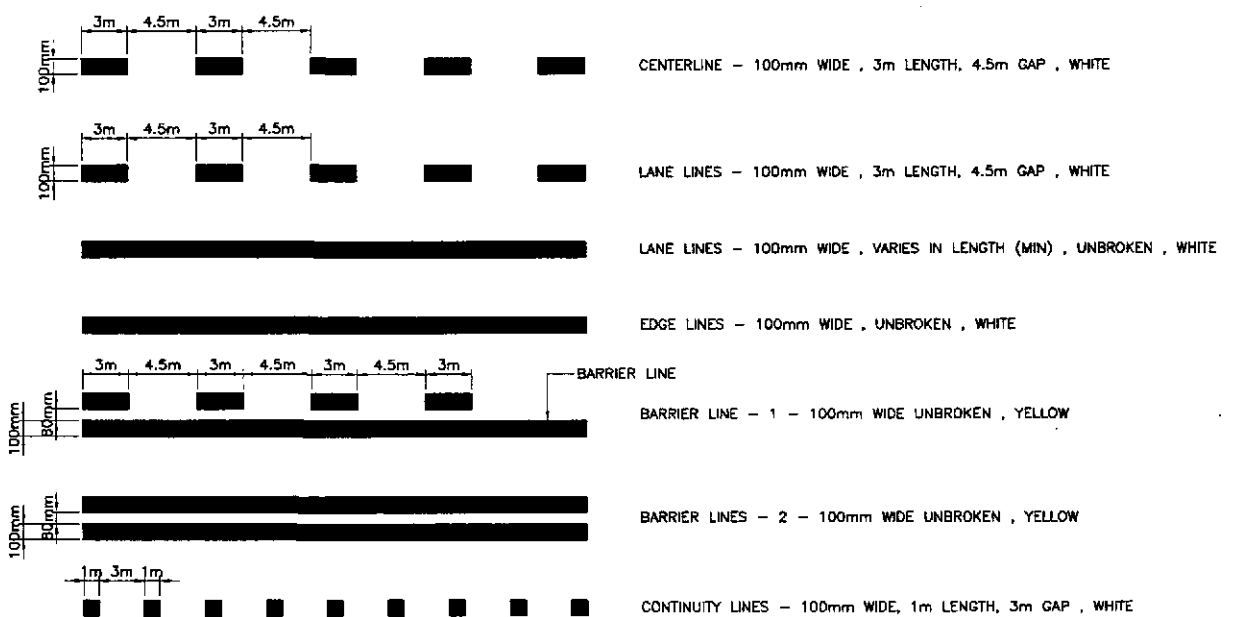 3m 4.5m 3m 4.5m
100mm
CENTERLINE – 100mm WIDE , 3m LENGTH, 4.5m GAP , WHITE
3m 4.5m 3m 4.5m
100mm
LANE LINES – 100mm WIDE , 3m LENGTH, 4.5m GAP , WHITE
LANE LINES – 100mm WIDE , VARIES IN LENGTH (MIN) , UNBROKEN , WHITE
EDGE LINES – 100mm WIDE , UNBROKEN , WHITE
3m 4.5m 3m 4.5m 3m 4.5m 3m
BARRIER LINE
100mm
80mm
BARRIER LINE – 1 – 100mm WIDE UNBROKEN , YELLOW
100mm
80mm
BARRIER LINES – 2 – 100mm WIDE UNBROKEN , YELLOW
1m 3m 1m
CONTINUITY LINES – 100mm WIDE, 1m LENGTH, 3m GAP , WHITE